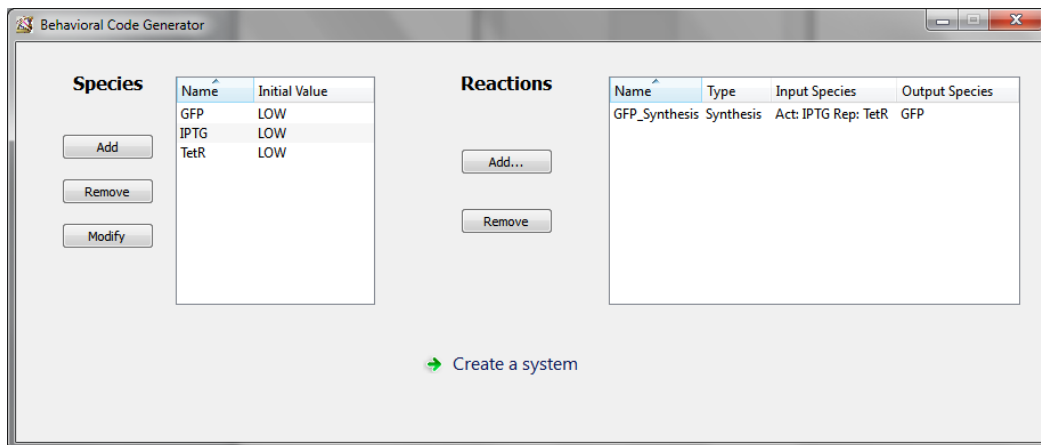 Behavioral Code Generator
Species
Name Initial Value
GFP LOW
IPTG LOW
TetR LOW
Add
Remove
Modify
Reactions
Name Type Input Species Output Species
GFP_Synthesis Synthesis Act: IPTG Rep: TetR GFP
Add...
Remove
Create a system